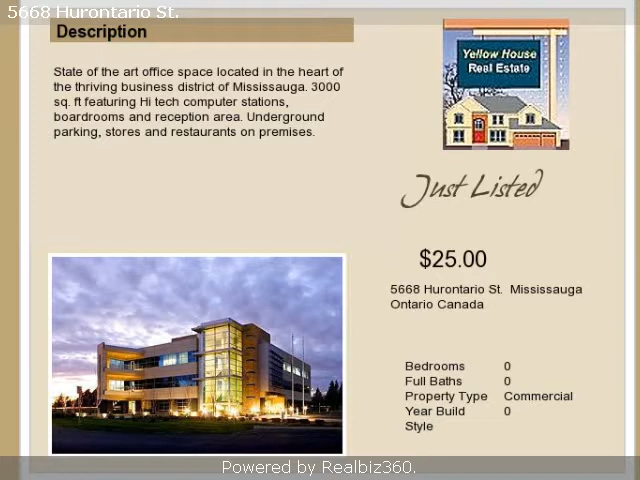 5668 Hurontario St.
Description
State of the art office space located in the heart of
the thriving business district of Mississauga. 3000
sq. ft featuring Hi tech computer stations,
boardrooms and reception area. Underground
parking, stores and restaurants on premises.
Yellow House
Real Estate
Just Listed
$25.00
5668 Hurontario St. Mississauga
Ontario Canada
Bedrooms 0
Full Baths 0
Property Type Commercial
Year Build 0
Style
Powered by Realbiz360.